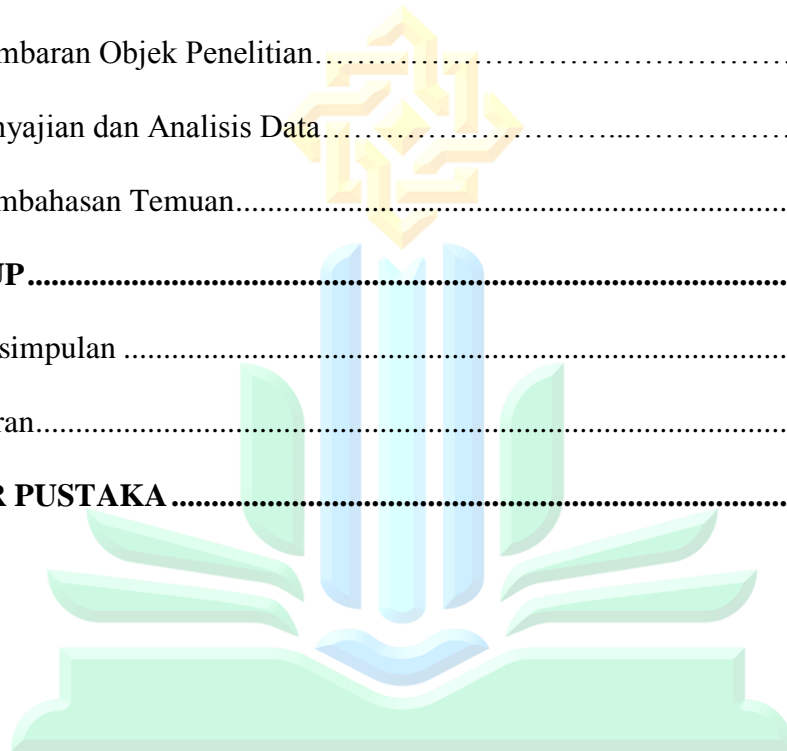 mbaran Objek Penelitian……………………………………
nyajian dan Analisis Data………………………...………………
mbahasan Temuan......................................................................
UP................................................................................................
simpulan ....................................................................................
ran...............................................................................................
R PUSTAKA..............................................................................